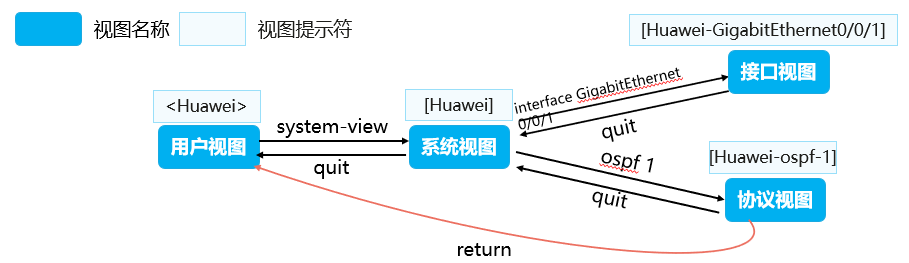 视图名称
视图提示符
[Huawei-GigabitEthernet0/0/1]
接口视图
<Huawei>
[Huawei]
interface GigabitEthernet
0/0/1
用户视图
system-view
quit
系统视图
quit
ospf 1
quit
[Huawei-ospf-1]
协议视图
return